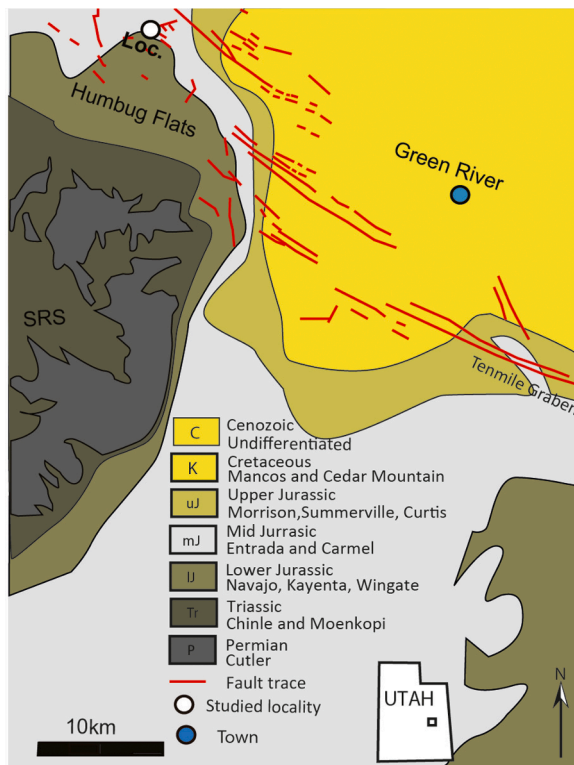 Loc.
Humbug Flats
Green River
SRS
Tenmile Graben
C Cenozoic
Undifferentiated
K Cretaceous
Mancos and Cedar Mountain
uJ Upper Jurassic
Morrison,Summerville, Curtis
mJ Mid Jurrasic
Entrada and Carmel
lJ Lower Jurassic
Navajo, Kayenta, Wingate
Tr Triassic
Chinle and Moenkopi
P Permian
Cutler
Fault trace
Studied locality
Town
10km
UTAH
N